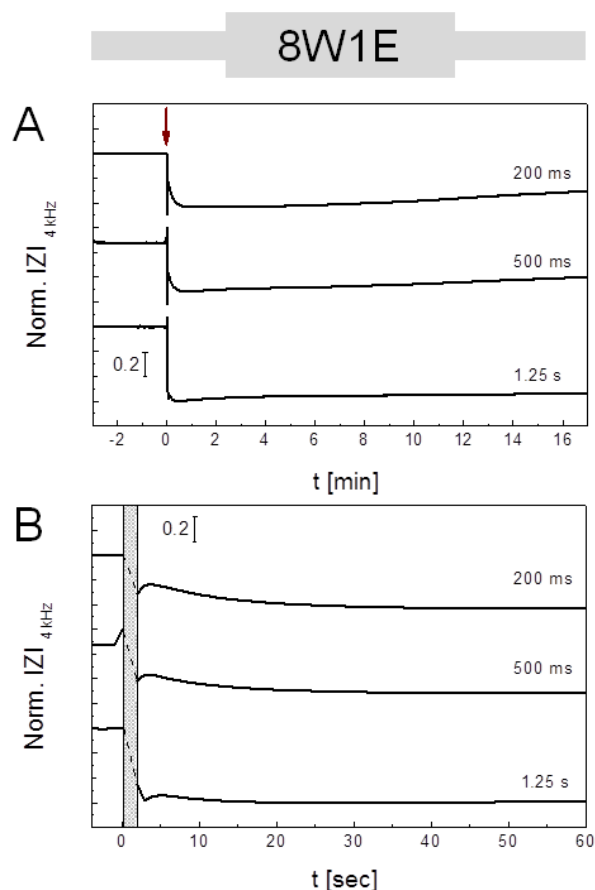 8W1E
A
Norm. IZI 4 kHz
200 ms
500 ms
0.2
1.25 s
-2 0 2 4 6 8 10 12 14 16
t [min]
B
Norm. IZI 4 kHz
0.2
200 ms
500 ms
1.25 s
0 10 20 30 40 50 60
t [sec]